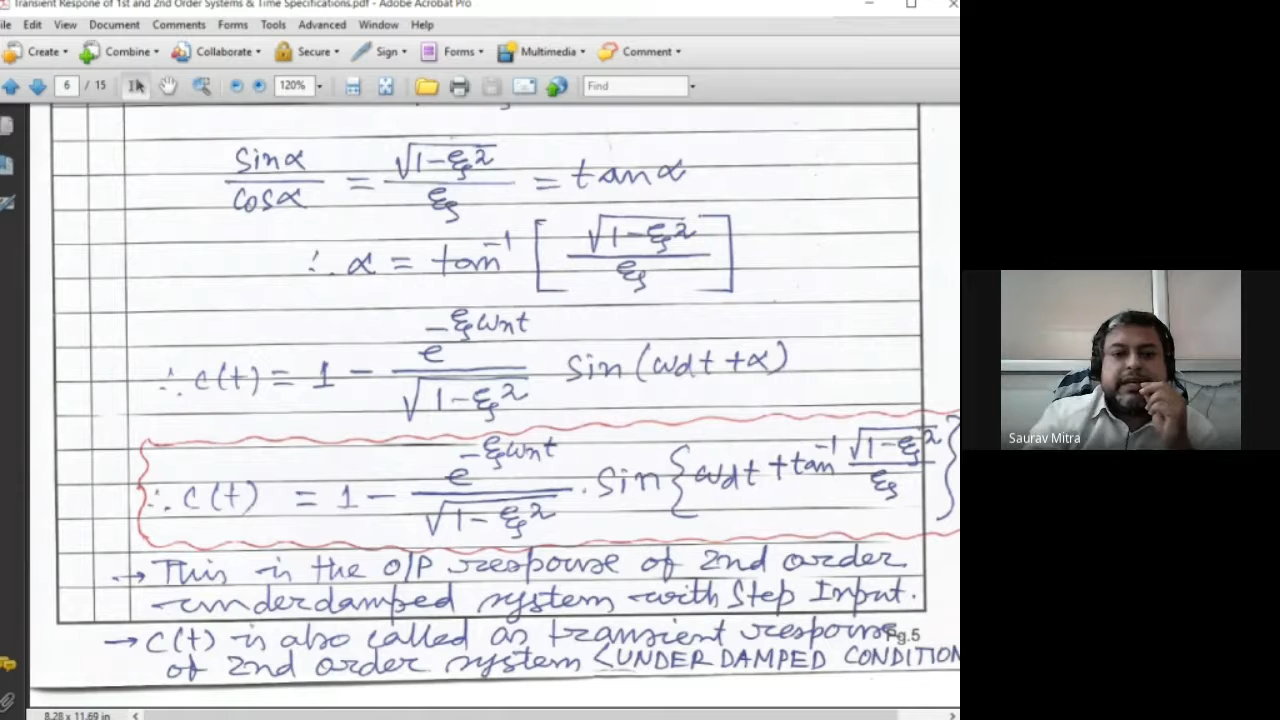 Transient Respone of 1st and 2nd Order Systems & Time Specifications.pdf - Adobe Acrobat Pro
ile Edit View Document Comments Forms Tools Advanced Window Help
Create Combine Collaborate Secure Sign Forms Multimedia Comment
6 / 15 120% Find
Sinα/Cosα = √(1-ξ²)/ξ = tanα
∴ α = tan⁻¹ [√(1-ξ²)/ξ]
∴ c(t) = 1 - e^(-ξωnt)/√(1-ξ²) Sin(ωdt+α)
∴ c(t) = 1 - e^(-ξωnt)/√(1-ξ²) . Sin{ωdt + tan⁻¹ √(1-ξ²)/ξ}
→ This is the O/P response of 2nd order
underdamped system with Step Input.
→ c(t) is also called as transient response
Pg.5
of 2nd order system <UNDER DAMPED CONDITION
8.28 x 11.69 in
Saurav Mitra